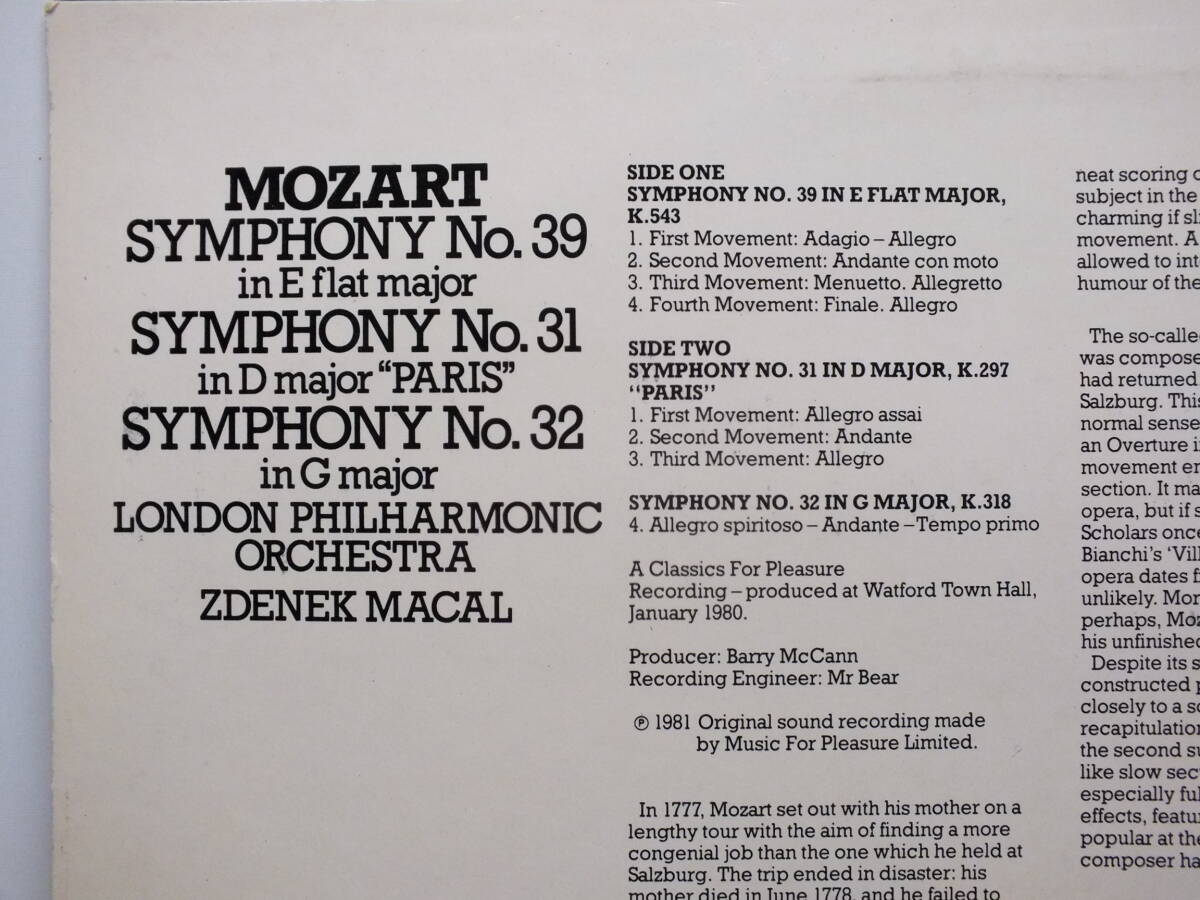 MOZART
SYMPHONY No. 39
in E flat major
SYMPHONY No. 31
in D major “PARIS”
SYMPHONY No. 32
in G major
LONDON PHILHARMONIC
ORCHESTRA
ZDENEK MACAL
SIDE ONE
SYMPHONY NO. 39 IN E FLAT MAJOR,
K.543
1. First Movement: Adagio – Allegro
2. Second Movement: Andante con moto
3. Third Movement: Menuetto. Allegretto
4. Fourth Movement: Finale. Allegro
SIDE TWO
SYMPHONY NO. 31 IN D MAJOR, K.297
“PARIS”
1. First Movement: Allegro assai
2. Second Movement: Andante
3. Third Movement: Allegro
SYMPHONY NO. 32 IN G MAJOR, K.318
4. Allegro spiritoso – Andante – Tempo primo
A Classics For Pleasure
Recording – produced at Watford Town Hall,
January 1980.
Producer: Barry McCann
Recording Engineer: Mr Bear
℗ 1981 Original sound recording made
by Music For Pleasure Limited.
In 1777, Mozart set out with his mother on a
lengthy tour with the aim of finding a more
congenial job than the one which he held at
Salzburg. The trip ended in disaster: his
mother died in June 1778, and he failed to
neat scoring
subject in the
charming if
movement. A
allowed to
humour of the
The
was
had returned
Salzburg.
normal sense
an Overture
movement
section. It
opera, but if
Scholars once
Bianchi's
opera dates
unlikely.
perhaps,
his unfinished
Despite its
constructed
closely to a
recapitulation
the second
like slow
especially
effects,
popular at the
composer